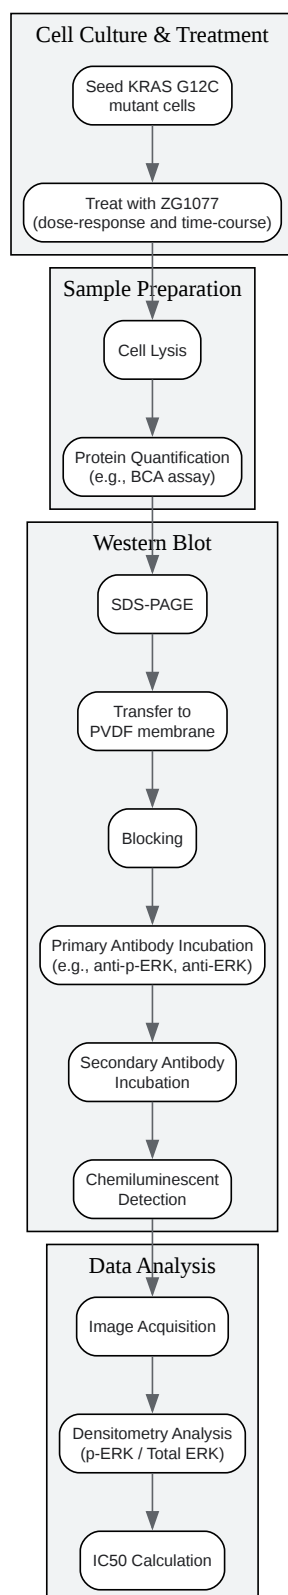 Cell Culture & Treatment
Seed KRAS G12C
mutant cells
Treat with ZG1077
(dose-response and time-course)
Sample Preparation
Cell Lysis
Protein Quantification
(e.g., BCA assay)
Western Blot
SDS-PAGE
Transfer to
PVDF membrane
Blocking
Primary Antibody Incubation
(e.g., anti-p-ERK, anti-ERK)
Secondary Antibody
Incubation
Chemiluminescent
Detection
Data Analysis
Image Acquisition
Densitometry Analysis
(p-ERK / Total ERK)
IC50 Calculation